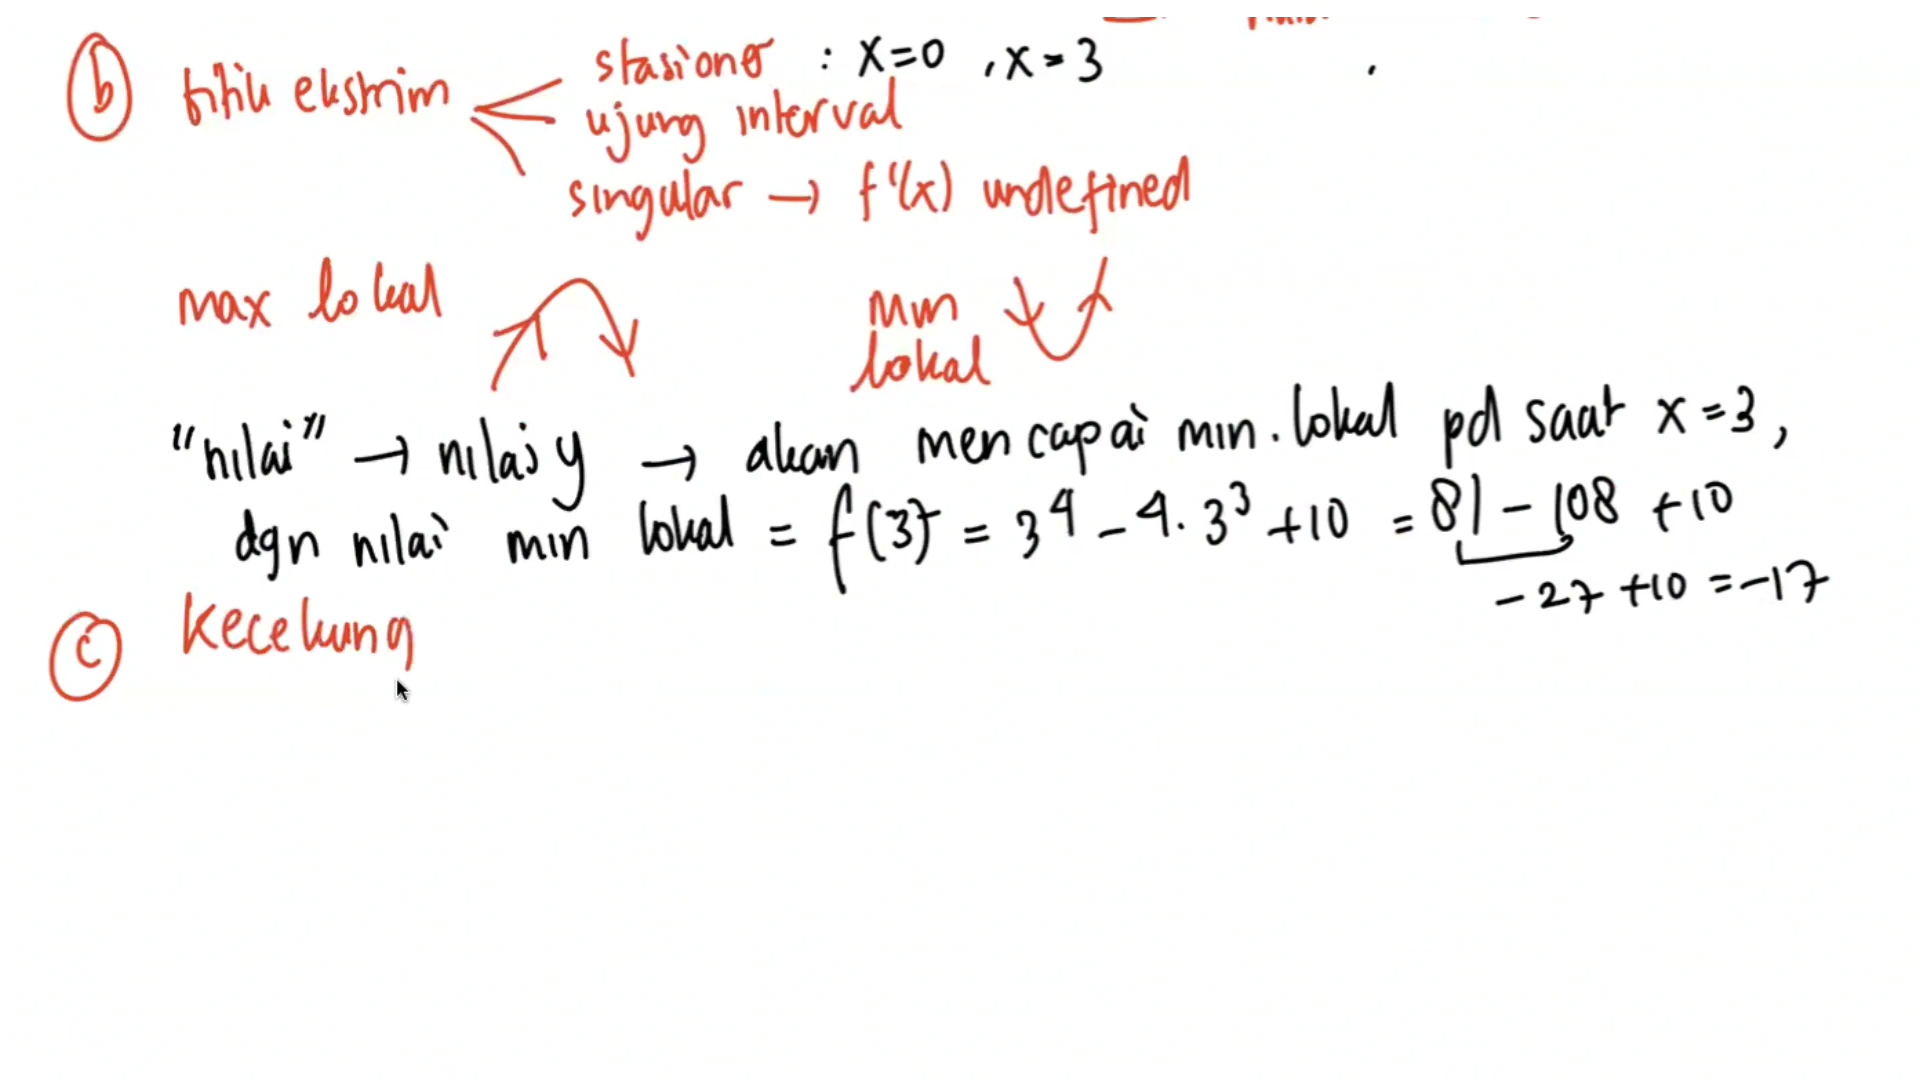 b titik ekstrim stasioner : x=0 , x=3
ujung interval
singular → f'(x) undefined
max lokal
min
lokal
"nilai" → nilai y → akan mencapai min. lokal pd saat x=3,
dgn nilai min lokal = f(3) = 3⁴ - 4. 3³ +10 = 81 - 108 +10
-27 +10 = -17
c Kecekung